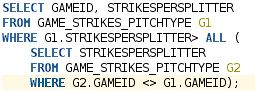 SELECT GAMEID, STRIKESPERSPLITTER
FROM GAME_STRIKES_PITCHTYPE G1
WHERE G1.STRIKESPERSPLITTER> ALL (
    SELECT STRIKESPERSPLITTER
    FROM GAME_STRIKES_PITCHTYPE G2
    WHERE G2.GAMEID <> G1.GAMEID);